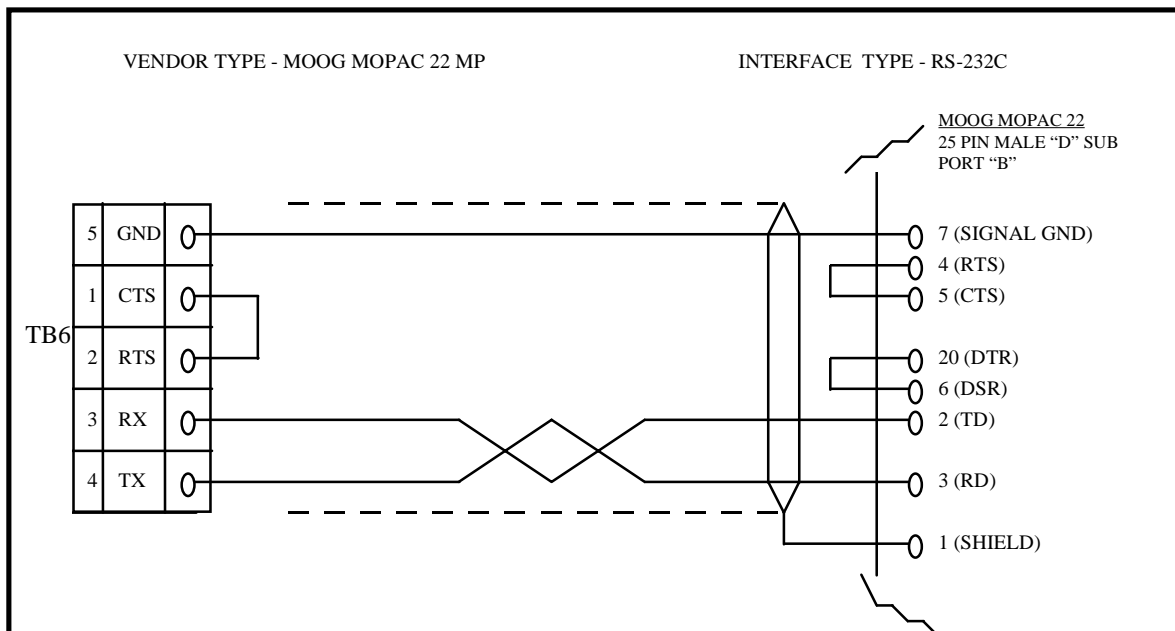 VENDOR TYPE - MOOG MOPAC 22 MP
INTERFACE TYPE - RS-232C
MOOG MOPAC 22
25 PIN MALE “D” SUB
PORT “B”
TB6
5 GND
1 CTS
2 RTS
3 RX
4 TX
7 (SIGNAL GND)
4 (RTS)
5 (CTS)
20 (DTR)
6 (DSR)
2 (TD)
3 (RD)
1 (SHIELD)